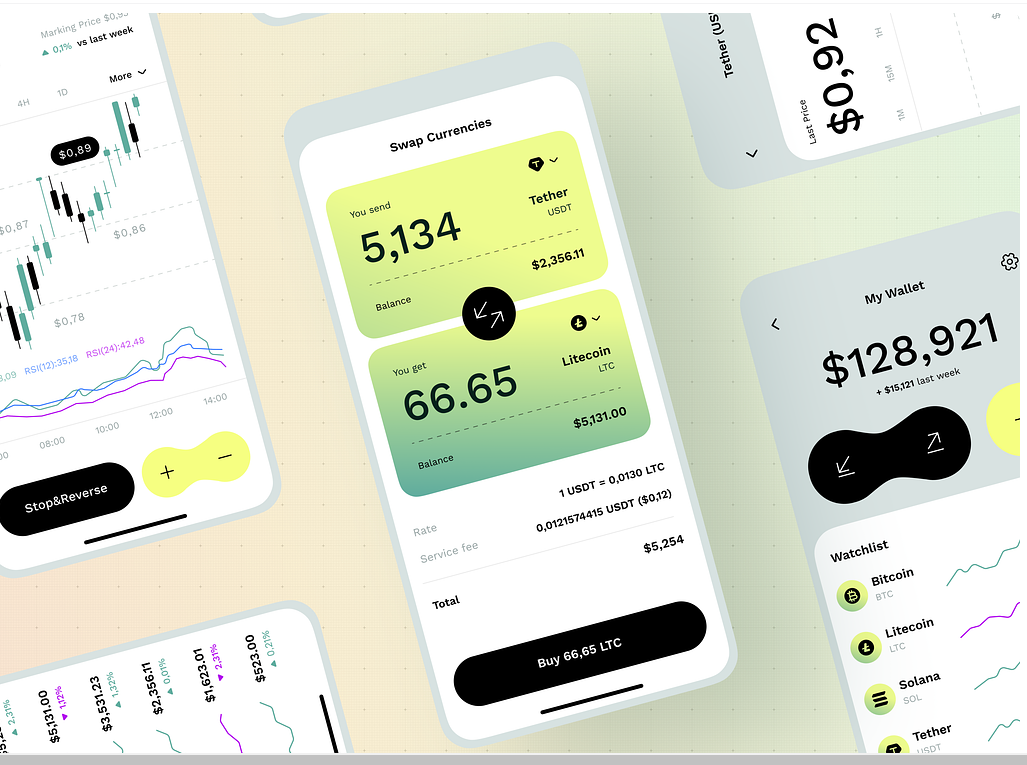 Marking Price $0,93
▲ 0,1% vs last week
4H
1D
More
$0,89
$0,87
$0,86
$0,78
RSI(12):35,18
RSI(24):42,48
08:00
10:00
12:00
14:00
Stop&Reverse
+
−
Swap Currencies
You send
5,134
Tether
USDT
Balance
$2,356.11
You get
66.65
Litecoin
LTC
Balance
$5,131.00
Rate
1 USDT = 0,0130 LTC
Service fee
0,0121574415 USDT ($0,12)
Total
$5,254
Buy 66,65 LTC
Last Price
$0,92
1M
15M
1H
My Wallet
$128,921
+ $15,121 last week
Watchlist
Bitcoin
BTC
Litecoin
LTC
Solana
SOL
Tether
USDT
▲ 2,31%
$5,131.00
▼ 1,12%
$3,531.23
▲ 1,32%
$2,356.11
▲ 0,01%
$1,623.01
▼ 2,31%
$523.00
▲ 0,21%